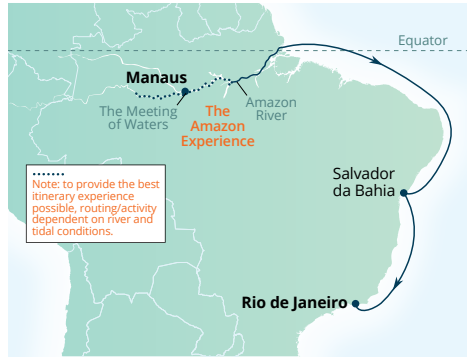 Equator
Manaus
The Meeting
of Waters
The
Amazon
Experience
Amazon
River
Salvador
da Bahia
Note: to provide the best
itinerary experience
possible, routing/activity
dependent on river and
tidal conditions.
Rio de Janeiro